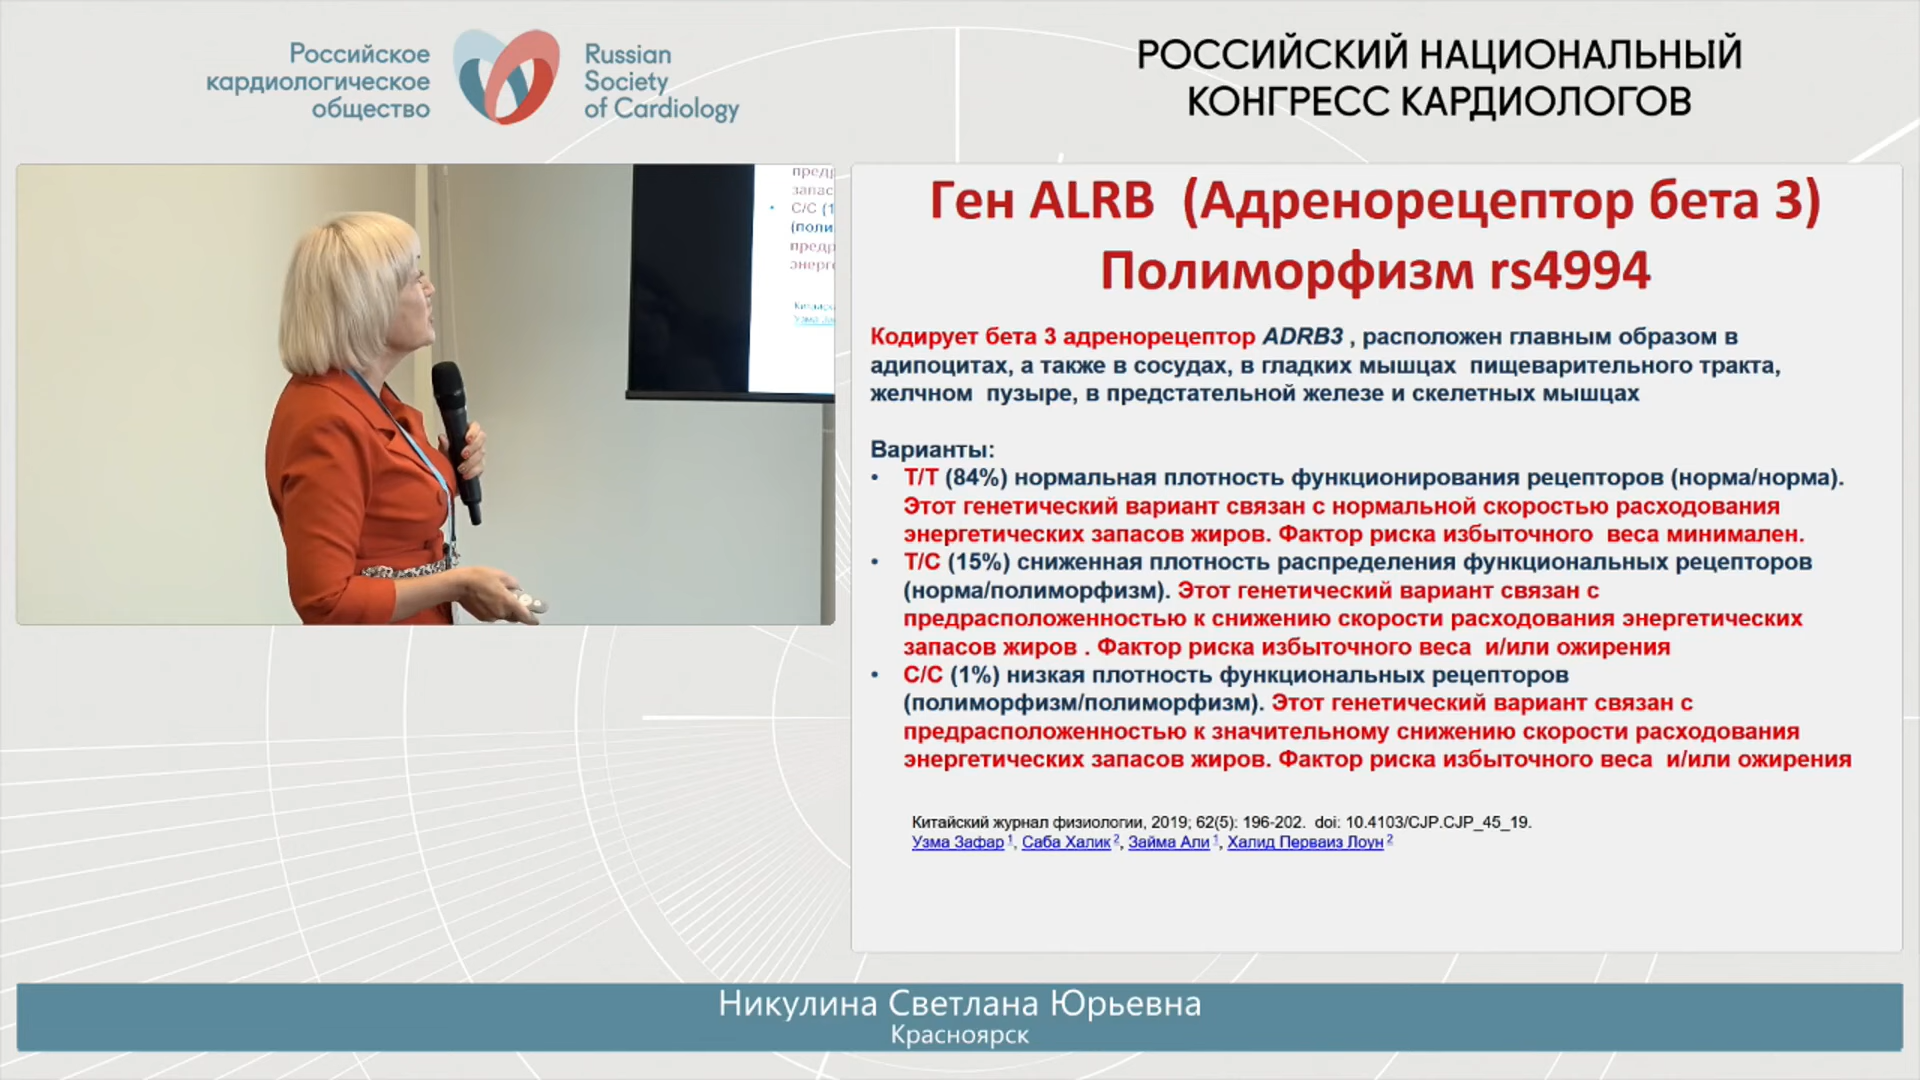 Российское
кардиологическое
общество
Russian
Society
of Cardiology
РОССИЙСКИЙ НАЦИОНАЛЬНЫЙ
КОНГРЕСС КАРДИОЛОГОВ
запас
• С/С (1
(поли
предр
энерге
Ген ALRB (Адренорецептор бета 3)
Полиморфизм rs4994
Кодирует бета 3 адренорецептор ADRB3 , расположен главным образом в
адипоцитах, а также в сосудах, в гладких мышцах пищеварительного тракта,
желчном пузыре, в предстательной железе и скелетных мышцах
Варианты:
• Т/Т (84%) нормальная плотность функционирования рецепторов (норма/норма).
Этот генетический вариант связан с нормальной скоростью расходования
энергетических запасов жиров. Фактор риска избыточного веса минимален.
• Т/С (15%) сниженная плотность распределения функциональных рецепторов
(норма/полиморфизм). Этот генетический вариант связан с
предрасположенностью к снижению скорости расходования энергетических
запасов жиров . Фактор риска избыточного веса и/или ожирения
• С/С (1%) низкая плотность функциональных рецепторов
(полиморфизм/полиморфизм). Этот генетический вариант связан с
предрасположенностью к значительному снижению скорости расходования
энергетических запасов жиров. Фактор риска избыточного веса и/или ожирения
Китайский журнал физиологии, 2019; 62(5): 196-202. doi: 10.4103/CJP.CJP_45_19.
Узма Зафар 1, Саба Халик 2, Займа Али 1, Халид Перваиз Лоун 2
Никулина Светлана Юрьевна
Красноярск